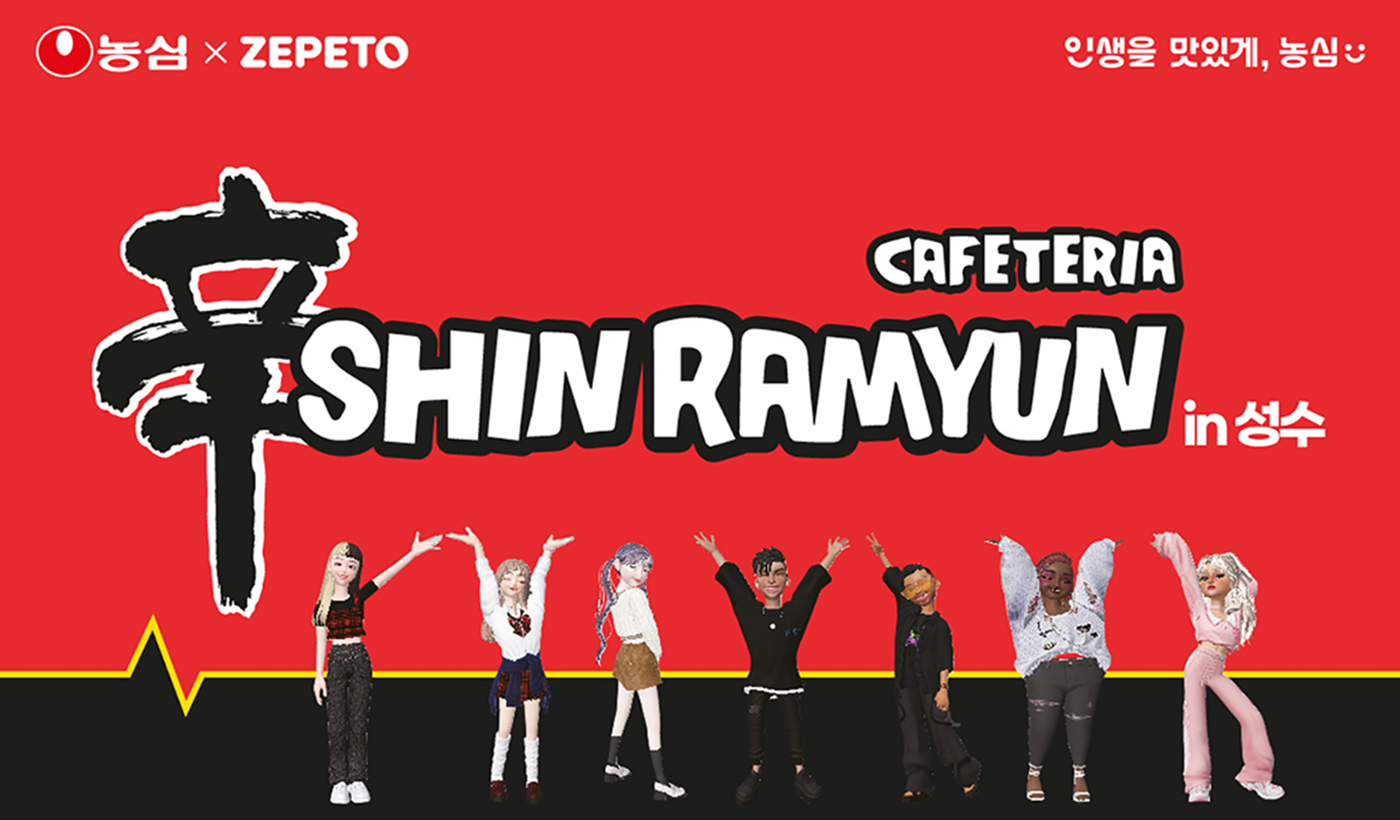 농심 × ZEPETO
인생을 맛있게, 농심
辛
CAFETERIA
SHIN RAMYUN
in 성수